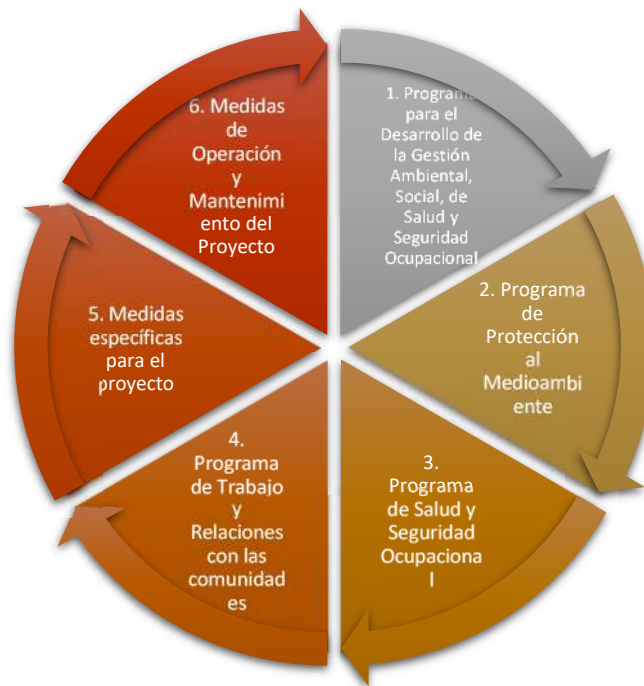 1. Programa
para el
Desarrollo de
la Gestión
Ambiental,
Social, de
Salud y
Seguridad
Ocupacional
2. Programa
de
Protección
al
Medioambi
ente
3.
Programa
de Salud y
Seguridad
Ocupaciona
l
4.
Programa
de Trabajo
y
Relaciones
con las
comunidad
es
5. Medidas
específicas
para el
proyecto
6. Medidas
de
Operación
y
Mantenimi
ento del
Proyecto